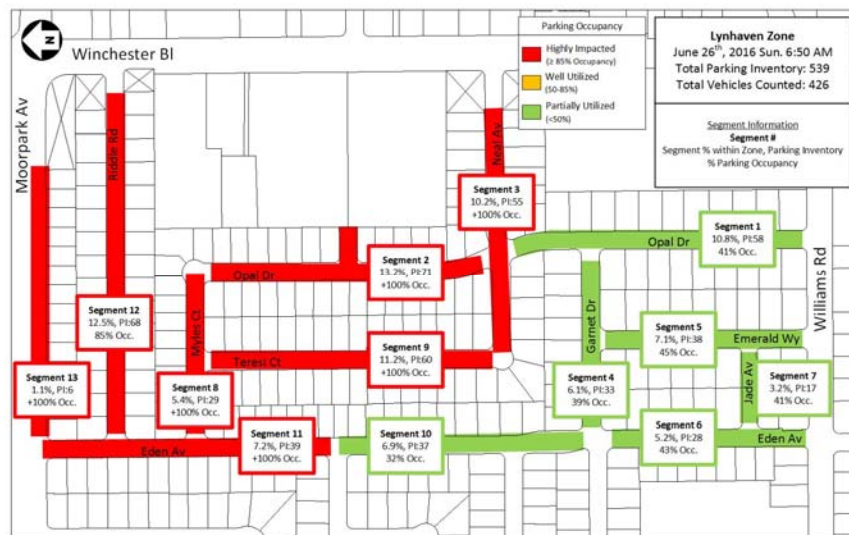 Winchester Bl
N
Parking Occupancy
Highly Impacted
(≥ 85% Occupancy)
Well Utilized
(50-85%)
Partially Utilized
(<50%)
Lynhaven Zone
June 26th, 2016 Sun. 6:50 AM
Total Parking Inventory: 539
Total Vehicles Counted: 426
Segment Information
Segment #
Segment % within Zone, Parking Inventory
% Parking Occupancy
Moorpark Av
Riddle Rd
Neal Av
Segment 3
10.2%, PI:55
+100% Occ.
Segment 1
10.8%, PI:58
41% Occ.
Opal Dr
Segment 2
13.2%, PI:71
+100% Occ.
Opal Dr
Williams Rd
Segment 12
12.5%, PI:68
85% Occ.
Myles Ct
Garnet Dr
Segment 5
7.1%, PI:38
45% Occ.
Emerald Wy
Teresi Ct
Segment 9
11.2%, PI:60
+100% Occ.
Segment 13
1.1%, PI:6
+100% Occ.
Segment 8
5.4%, PI:29
+100% Occ.
Segment 4
6.1%, PI:33
39% Occ.
Jade Av
Segment 7
3.2%, PI:17
41% Occ.
Eden Av
Segment 11
7.2%, PI:39
+100% Occ.
Segment 10
6.9%, PI:37
32% Occ.
Segment 6
5.2%, PI:28
43% Occ.
Eden Av